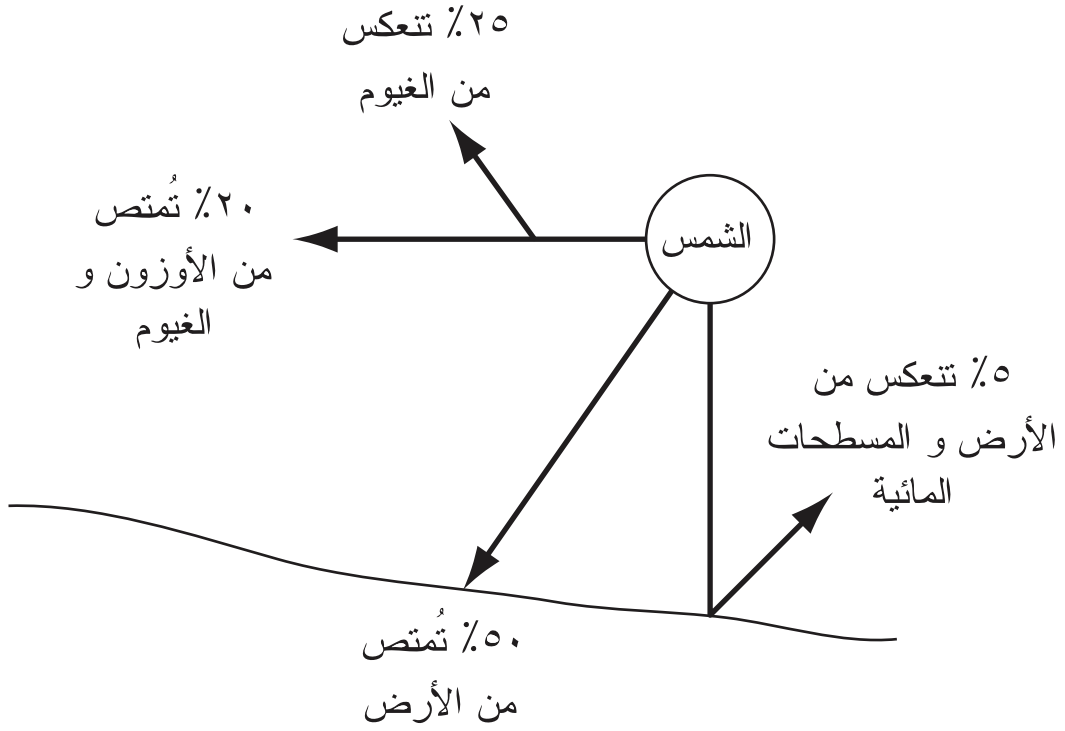 ٢٥٪ تتعكس
من الغيوم
٢٠٪ تُمتص
من الأوزون و
الغيوم
الشمس
٥٪ تتعكس من
الأرض و المسطحات
المائية
٥٠٪ تُمتص
من الأرض